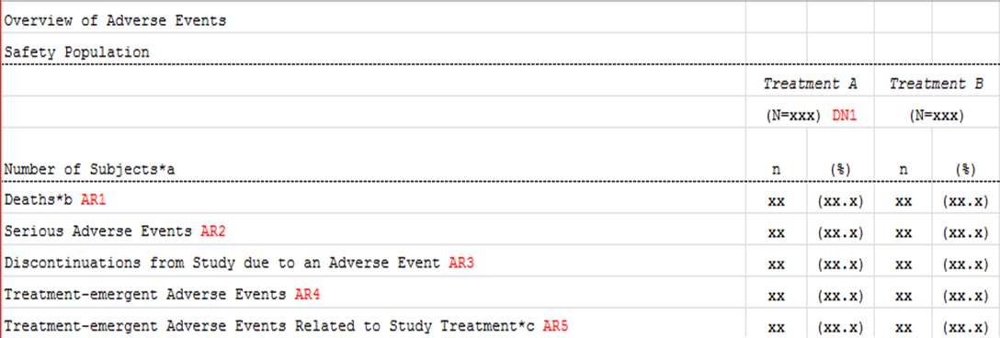 Overview of Adverse Events
Safety Population
Treatment A Treatment B
(N=xxx) DN1 (N=xxx)
Number of Subjects*a n (%) n (%)
Deaths*b AR1 xx (xx.x) xx (xx.x)
Serious Adverse Events AR2 xx (xx.x) xx (xx.x)
Discontinuations from Study due to an Adverse Event AR3 xx (xx.x) xx (xx.x)
Treatment-emergent Adverse Events AR4 xx (xx.x) xx (xx.x)
Treatment-emergent Adverse Events Related to Study Treatment*c AR5 xx (xx.x) xx (xx.x)